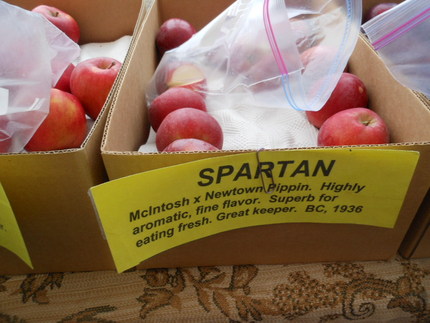 SPARTAN
McIntosh x Newtown Pippin. Highly
aromatic, fine flavor. Superb for
eating fresh. Great keeper. BC, 1936